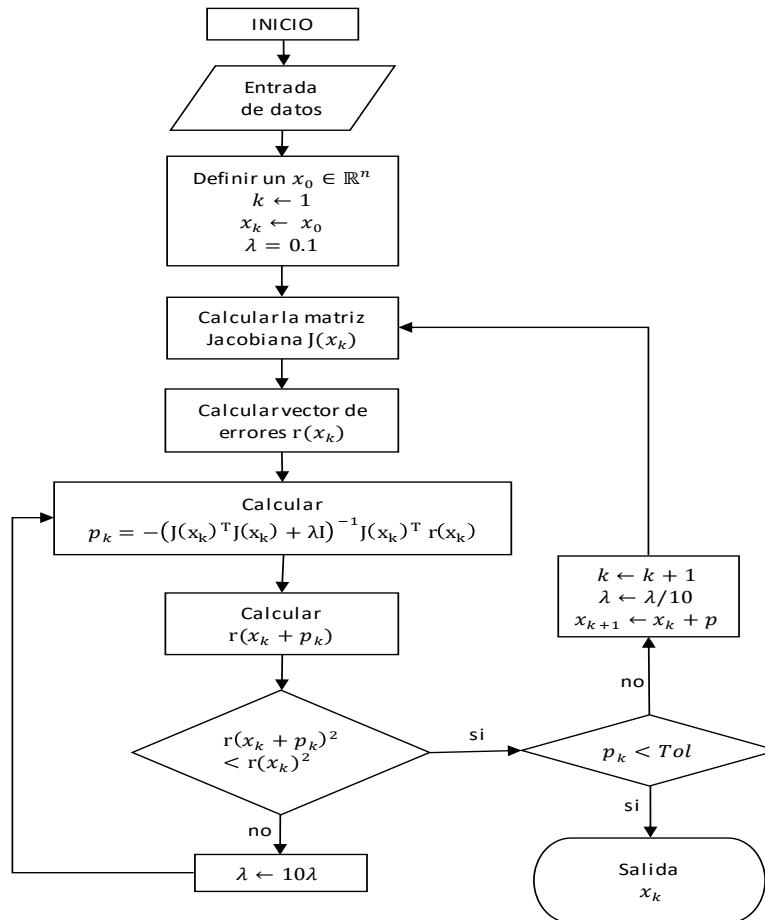 INICIO
Entrada
de datos
Definir un x₀ ∈ ℝⁿ
k ← 1
xₖ ← x₀
λ = 0.1
Calcular la matriz
Jacobiana J(xₖ)
Calcular vector de
errores r(xₖ)
Calcular
pₖ = −(J(xₖ)ᵀJ(xₖ) + λI)⁻¹J(xₖ)ᵀ r(xₖ)
Calcular
r(xₖ + pₖ)
r(xₖ + pₖ)²
< r(xₖ)²
si
no
λ ← 10λ
pₖ < Tol
no
k ← k + 1
λ ← λ/10
xₖ₊₁ ← xₖ + p
si
Salida
xₖ